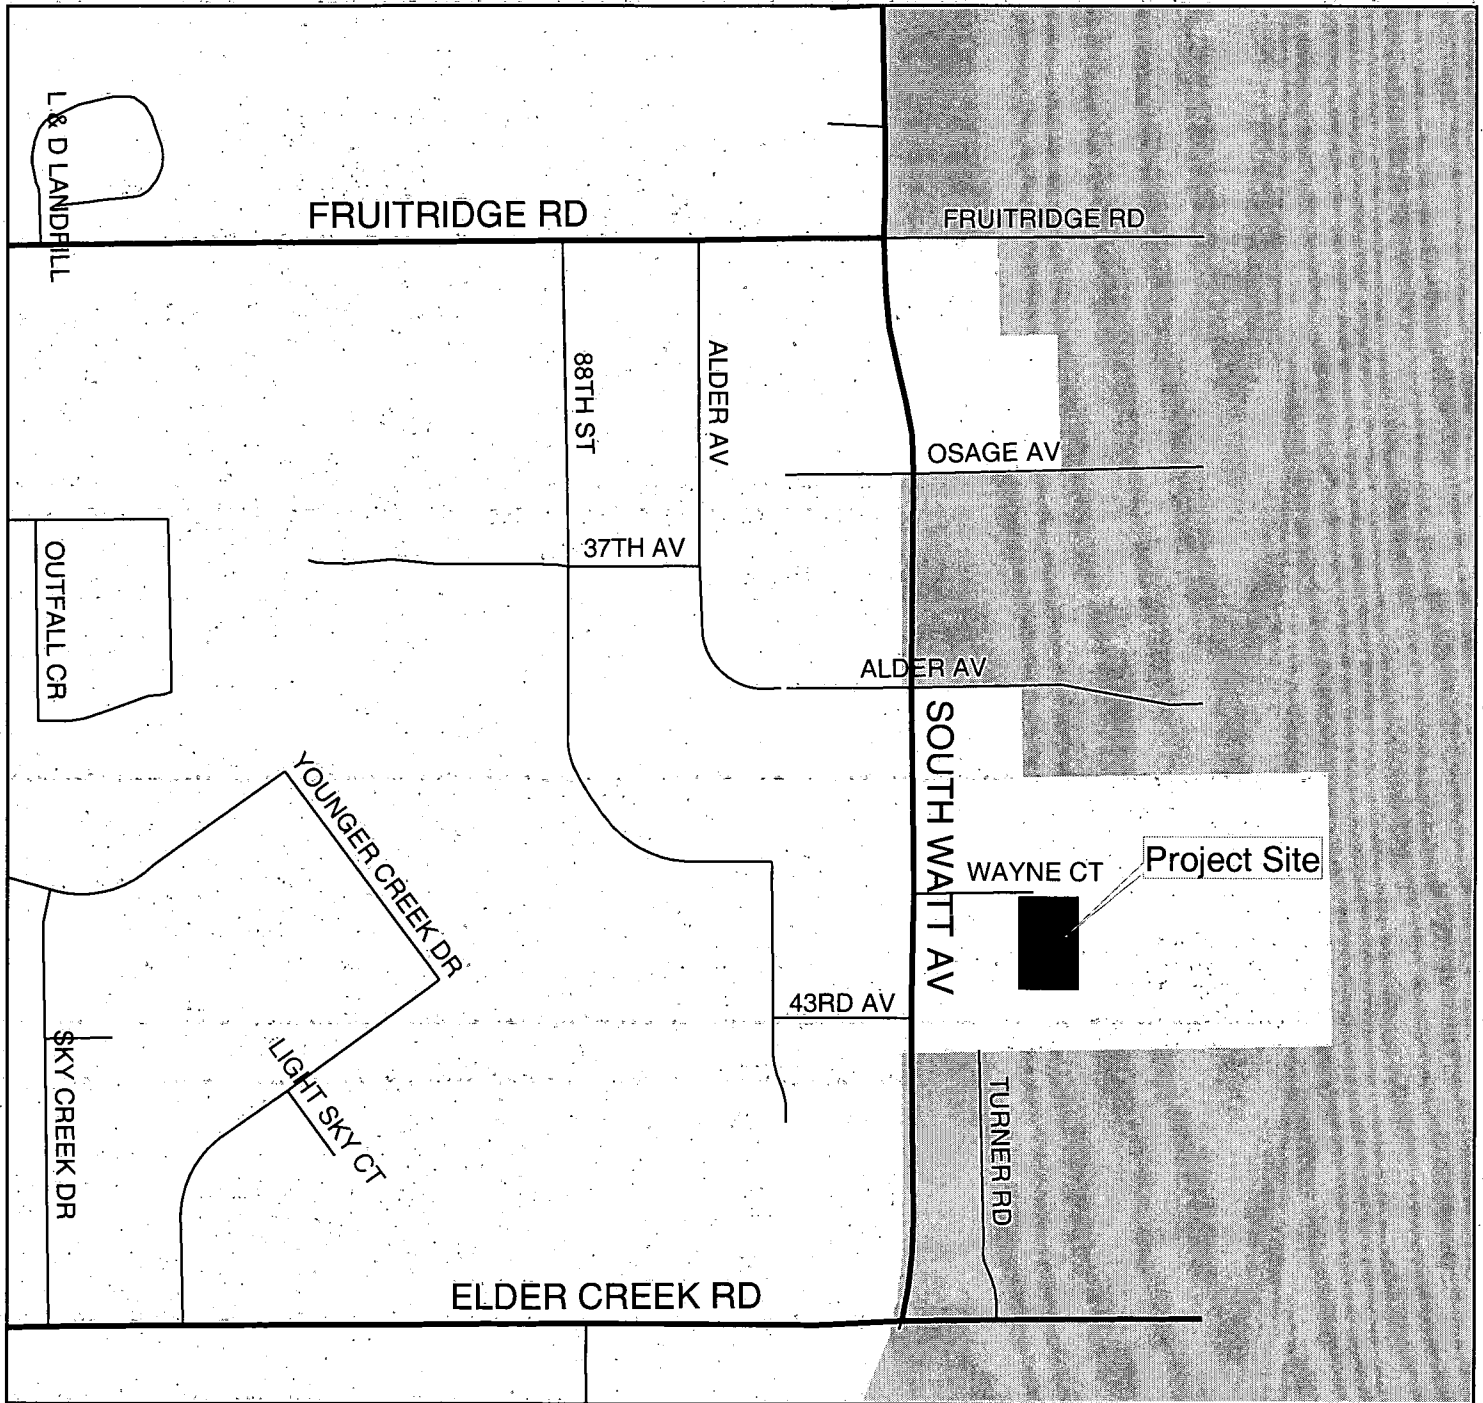 L & D LANDFILL
FRUITRIDGE RD
FRUITRIDGE RD
88TH ST
ALDER AV
OSAGE AV
37TH AV
OUTFALL CR
ALDER AV
SOUTH WATT AV
YOUNGER CREEK DR
WAYNE CT
Project Site
43RD AV
SKY CREEK DR
LIGHT SKY CT
TURNER RD
ELDER CREEK RD